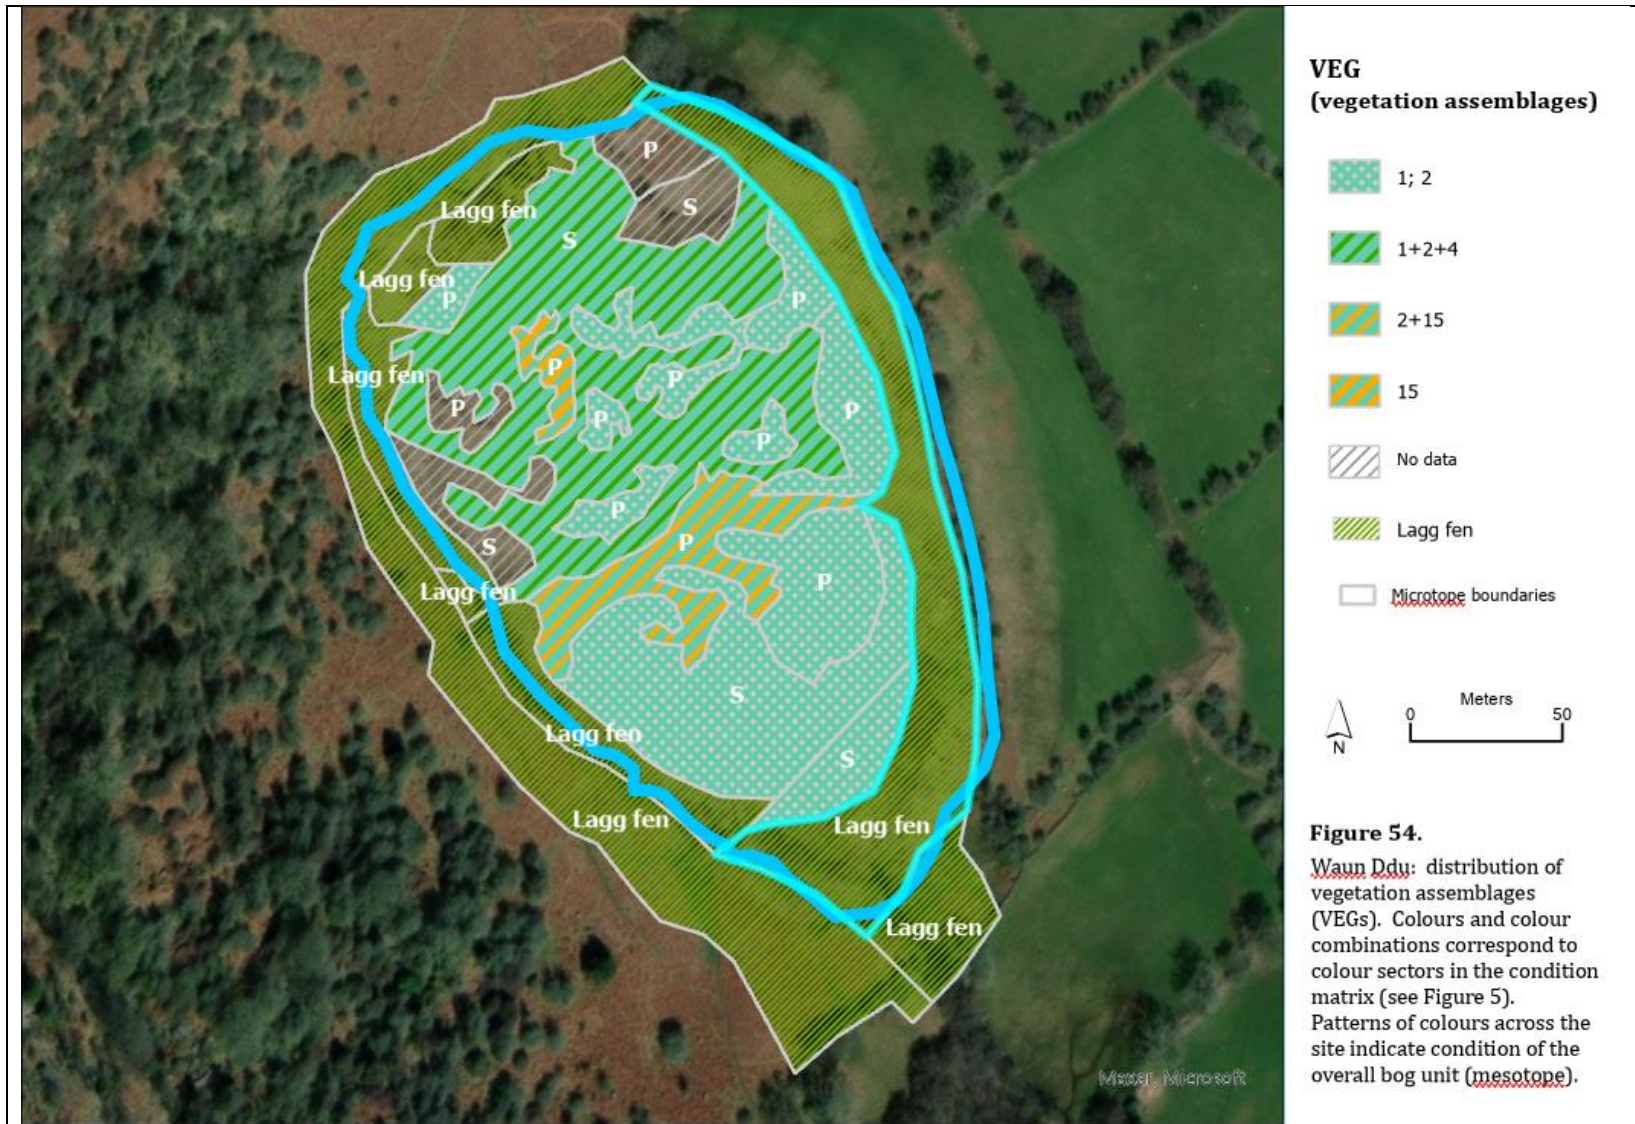 VEG
(vegetation assemblages)
1; 2
1+2+4
2+15
15
No data
Lagg fen
Microtope boundaries
Meters
0 50
N
Figure 54.
Waun Ddu: distribution of
vegetation assemblages
(VEGs). Colours and colour
combinations correspond to
colour sectors in the condition
matrix (see Figure 5).
Patterns of colours across the
site indicate condition of the
overall bog unit (mesotope).
P
S
Lagg fen
S
Lagg fen
P
P
Lagg fen
P
P
P
P
P
P
P
S
P
P
Lagg fen
S
Lagg fen
S
Lagg fen
Lagg fen
Lagg fen
Maxar, Microsoft